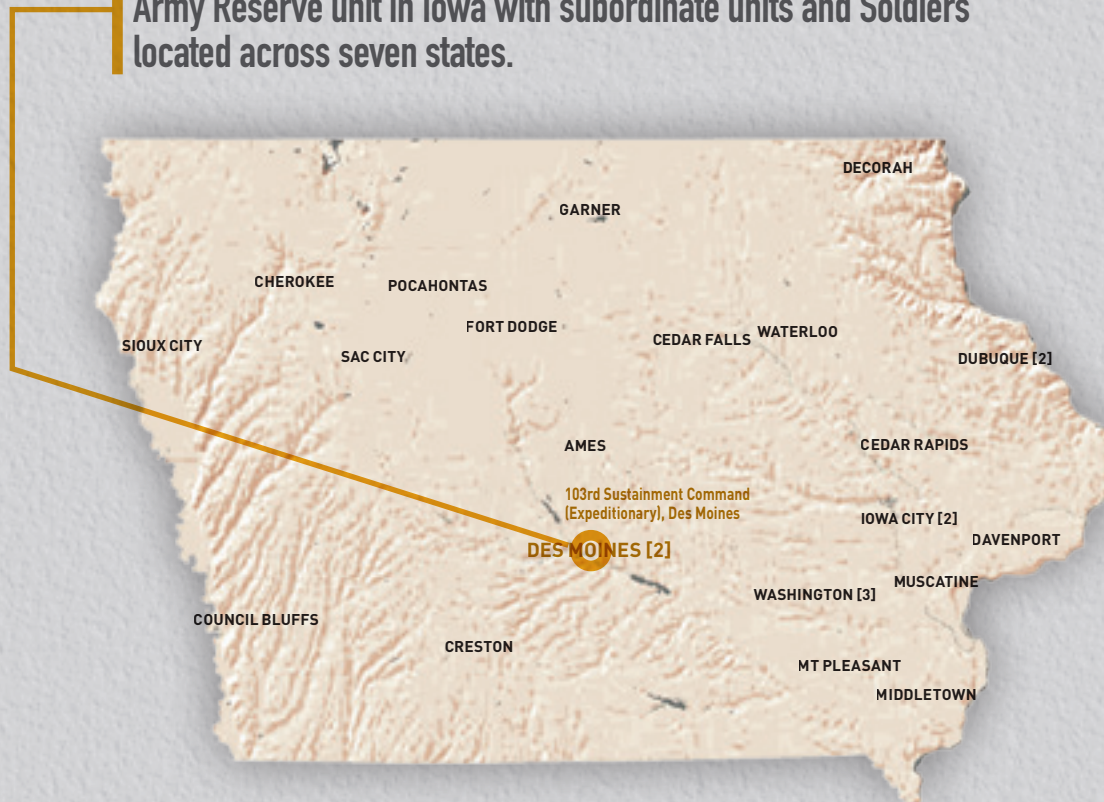 Army Reserve unit in Iowa with subordinate units and Soldiers
located across seven states.
DECORAH
GARNER
CHEROKEE
POCAHONTAS
FORT DODGE
SIOUX CITY
SAC CITY
CEDAR FALLS
WATERLOO
DUBUQUE [2]
AMES
CEDAR RAPIDS
103rd Sustainment Command
(Expeditionary), Des Moines
DES MOINES [2]
IOWA CITY [2]
DAVENPORT
MUSCATINE
WASHINGTON [3]
COUNCIL BLUFFS
CRESTON
MT PLEASANT
MIDDLETOWN